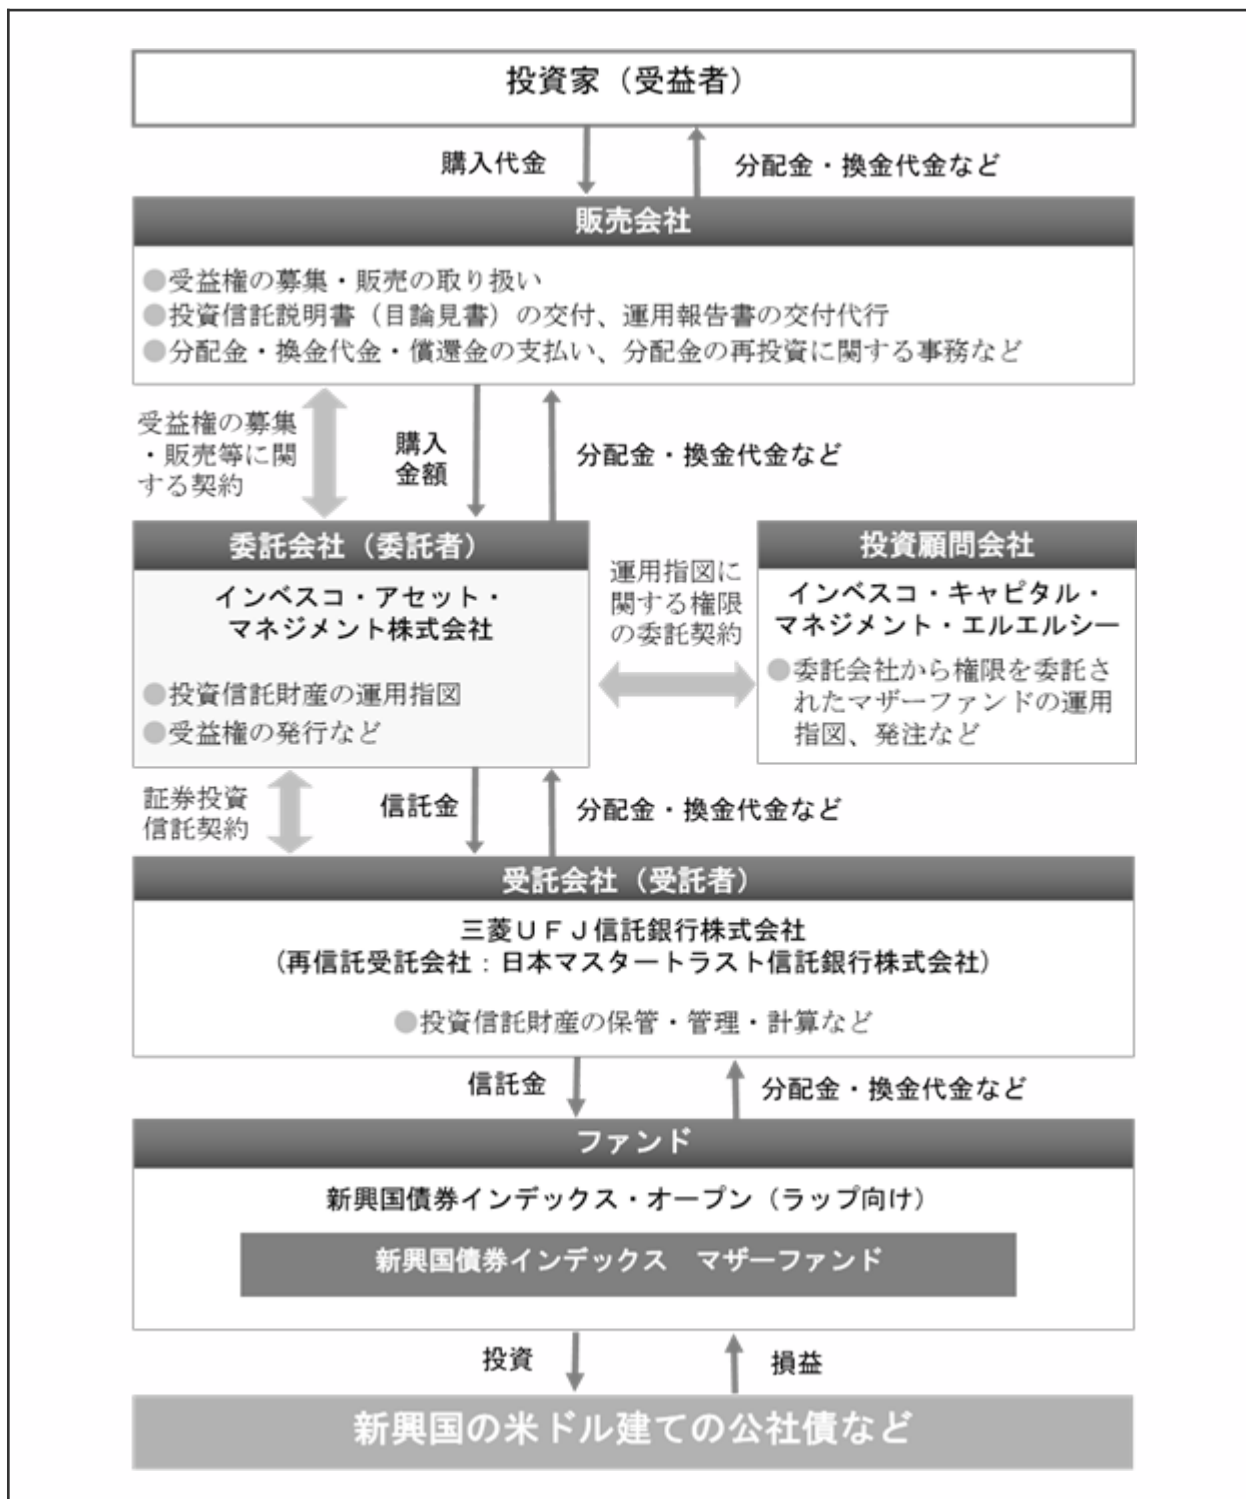 投資家（受益者）
購入代金
分配金・換金代金など
販売会社
●受益権の募集・販売の取り扱い
●投資信託説明書（目論見書）の交付、運用報告書の交付代行
●分配金・換金代金・償還金の支払い、分配金の再投資に関する事務など
受益権の募集
・販売等に関
する契約
購入
金額
分配金・換金代金など
委託会社（委託者）
インベスコ・アセット・
マネジメント株式会社
●投資信託財産の運用指図
●受益権の発行など
運用指図に
関する権限
の委託契約
投資顧問会社
インベスコ・キャピタル・
マネジメント・エルエルシー
●委託会社から権限を委託さ
れたマザーファンドの運用
指図、発注など
証券投資
信託契約
信託金
分配金・換金代金など
受託会社（受託者）
三菱ＵＦＪ信託銀行株式会社
（再信託受託会社：日本マスタートラスト信託銀行株式会社）
●投資信託財産の保管・管理・計算など
信託金
分配金・換金代金など
ファンド
新興国債券インデックス・オープン（ラップ向け）
新興国債券インデックス　マザーファンド
投資
損益
新興国の米ドル建ての公社債など